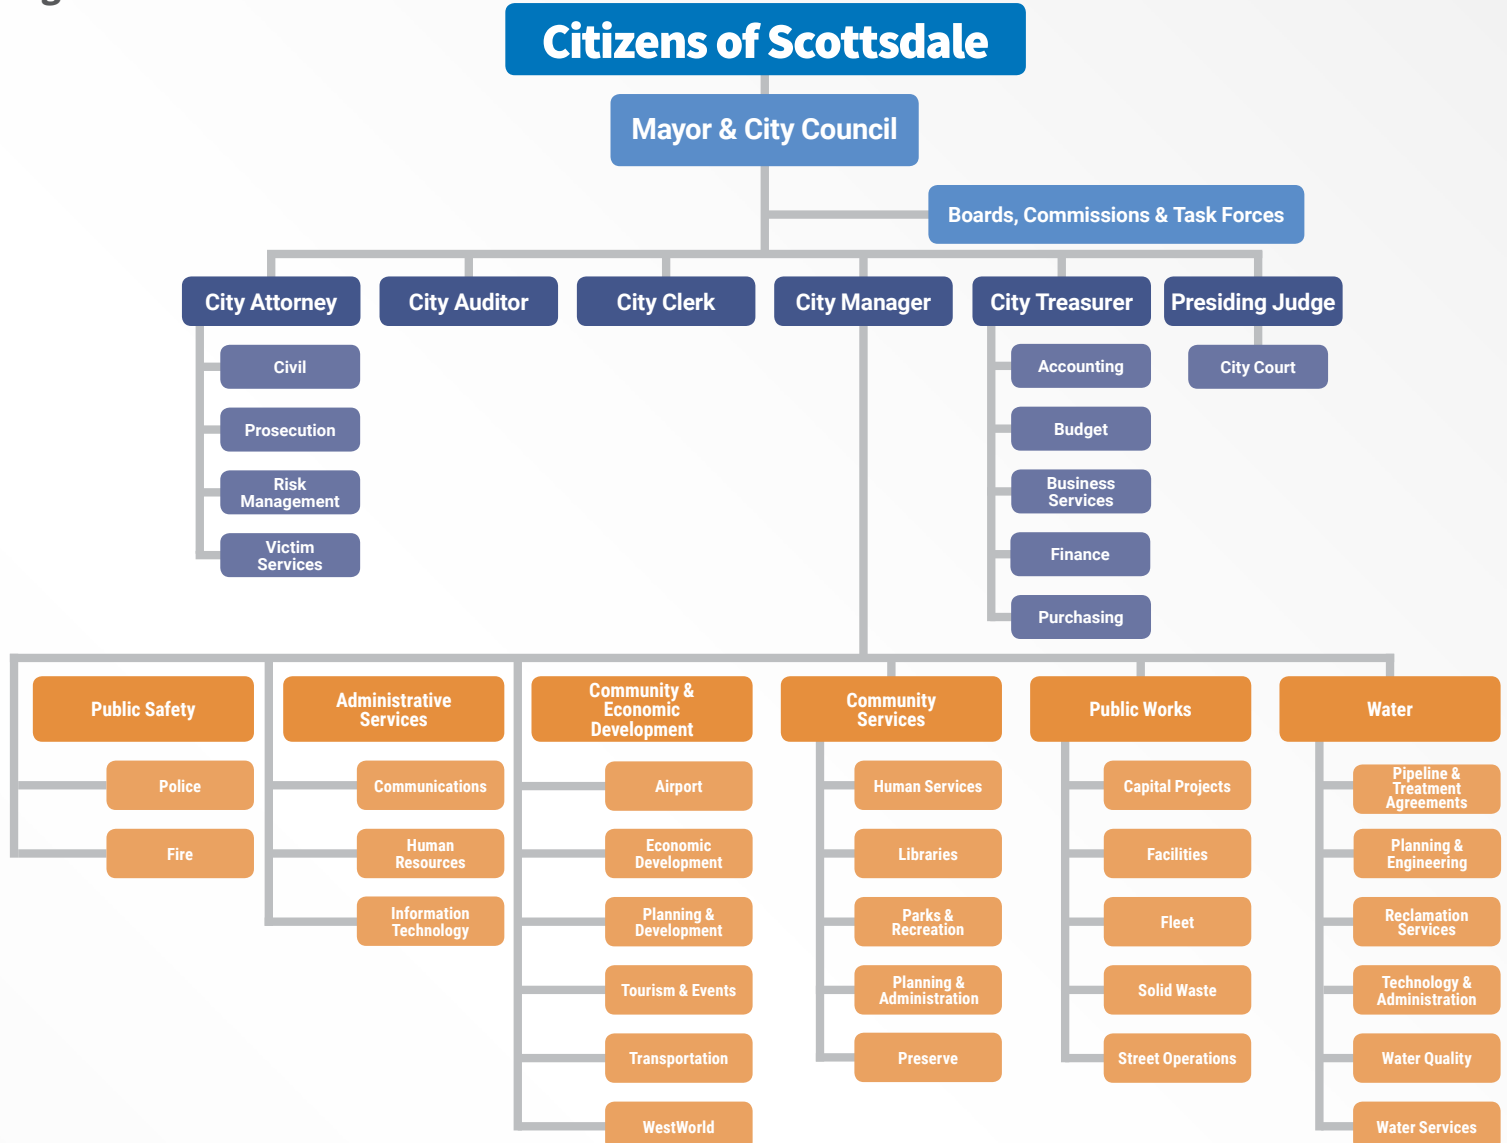 Citizens of Scottsdale
Mayor & City Council
Boards, Commissions & Task Forces
City Attorney
City Auditor
City Clerk
City Manager
City Treasurer
Presiding Judge
Civil
Prosecution
Risk
Management
Victim
Services
Accounting
Budget
Business
Services
Finance
Purchasing
City Court
Public Safety
Police
Fire
Administrative
Services
Communications
Human
Resources
Information
Technology
Community &
Economic
Development
Airport
Economic
Development
Planning &
Development
Tourism & Events
Transportation
WestWorld
Community
Services
Human Services
Libraries
Parks &
Recreation
Planning &
Administration
Preserve
Public Works
Capital Projects
Facilities
Fleet
Solid Waste
Street Operations
Water
Pipeline &
Treatment
Agreements
Planning &
Engineering
Reclamation
Services
Technology &
Administration
Water Quality
Water Services